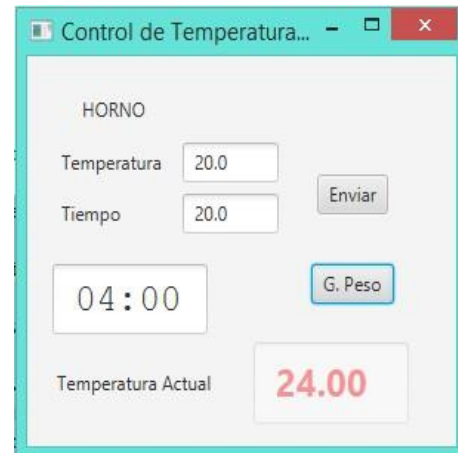 Control de Temperatura...
HORNO
Temperatura 20.0
Tiempo 20.0
Enviar
04:00
G. Peso
Temperatura Actual 24.00